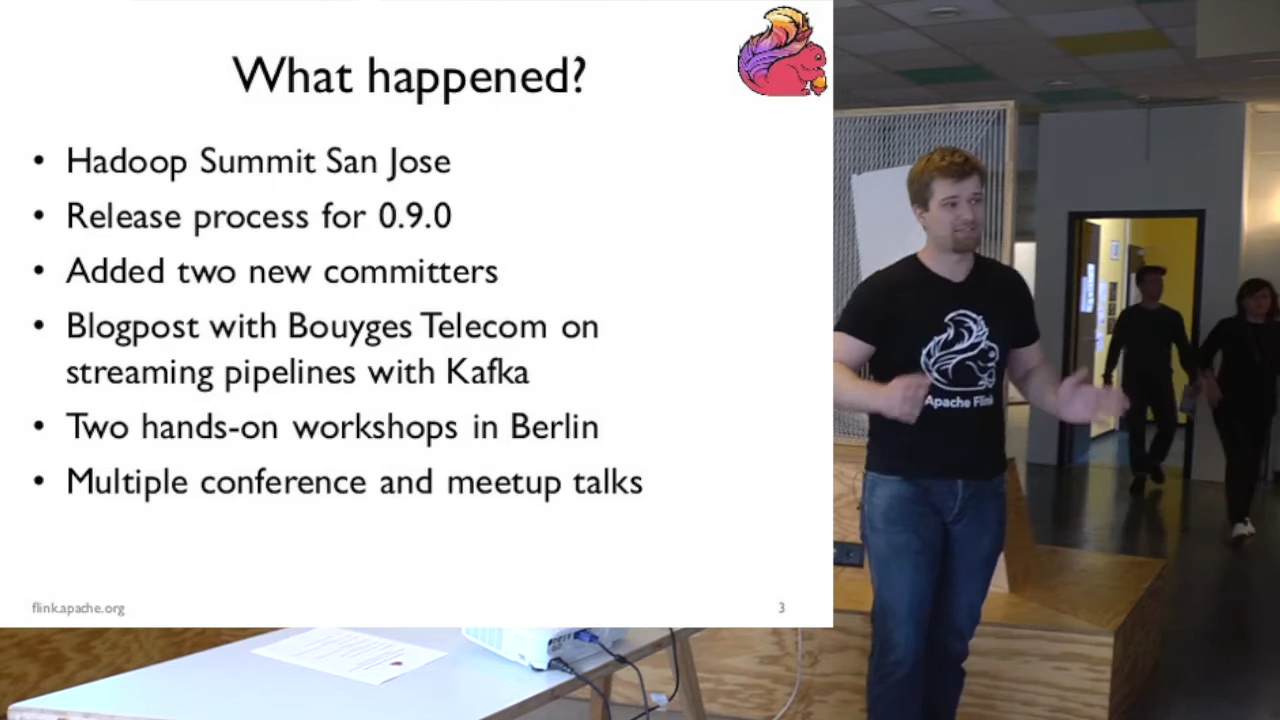 What happened?
• Hadoop Summit San Jose
• Release process for 0.9.0
• Added two new committers
• Blogpost with Bouyges Telecom on
streaming pipelines with Kafka
• Two hands-on workshops in Berlin
• Multiple conference and meetup talks
flink.apache.org
3
Apache Flink